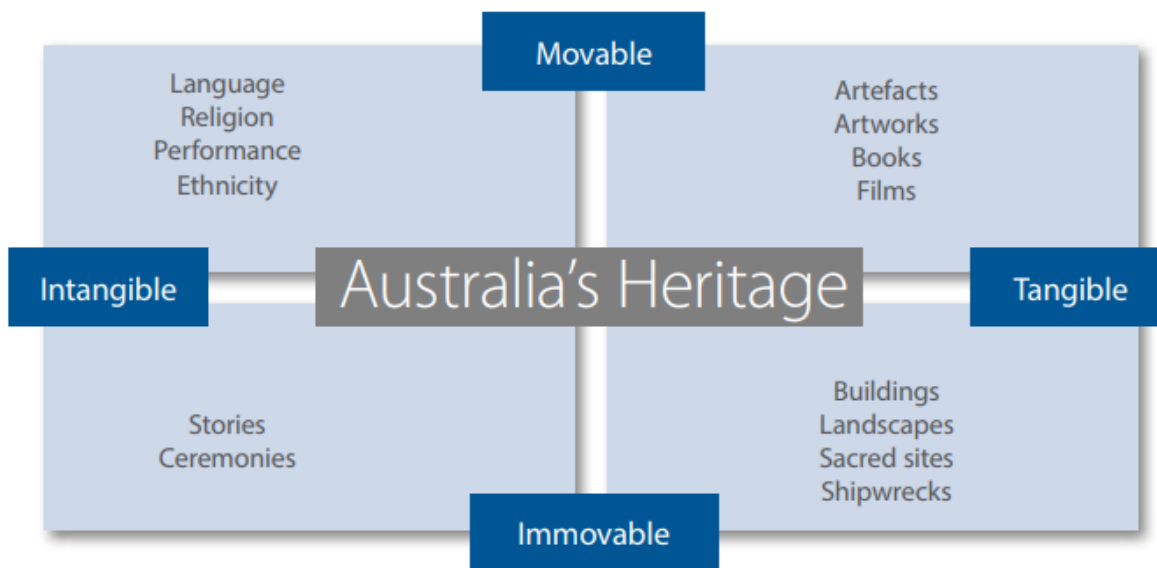 Movable
Language
Religion
Performance
Ethnicity
Artefacts
Artworks
Books
Films
Intangible
Australia's Heritage
Tangible
Stories
Ceremonies
Buildings
Landscapes
Sacred sites
Shipwrecks
Immovable